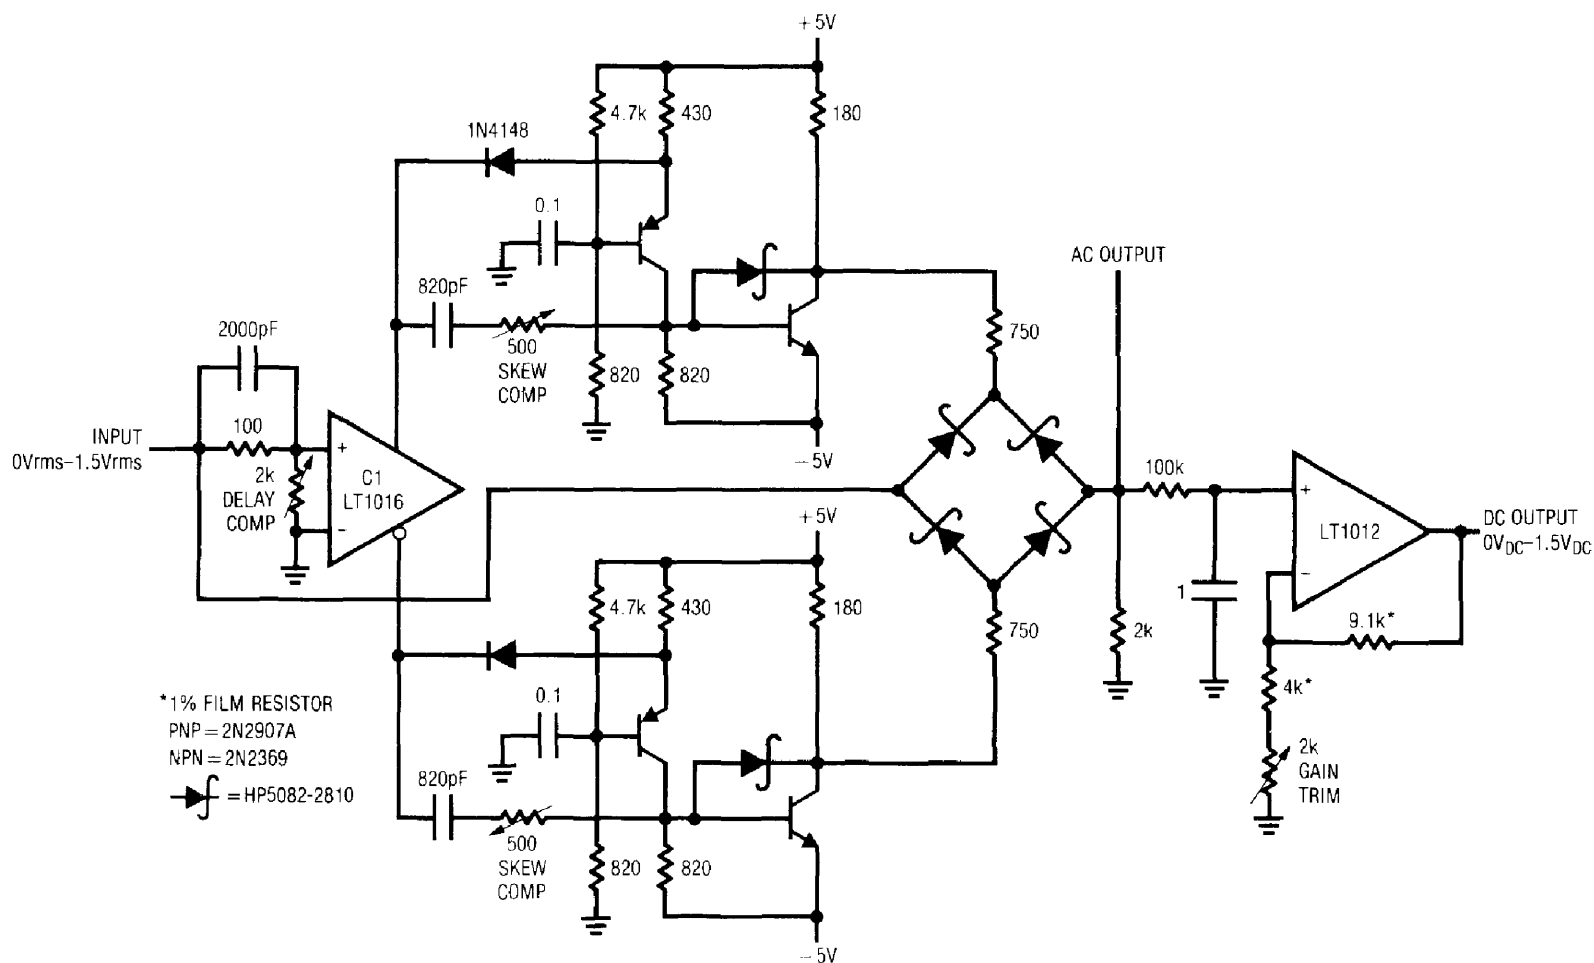 +5V
4.7k
430
180
1N4148
0.1
AC OUTPUT
820pF
2000pF
500
SKEW
COMP
750
820
820
100
INPUT
0Vrms–1.5Vrms
+
2k
DELAY
COMP
C1
LT1016
–
–5V
100k
+
LT1012
–
DC OUTPUT
0VDC–1.5VDC
+5V
4.7k
430
180
1
750
2k
9.1k*
4k*
2k
GAIN
TRIM
*1% FILM RESISTOR
PNP = 2N2907A
NPN = 2N2369
= HP5082-2810
0.1
820pF
500
SKEW
COMP
820
820
–5V